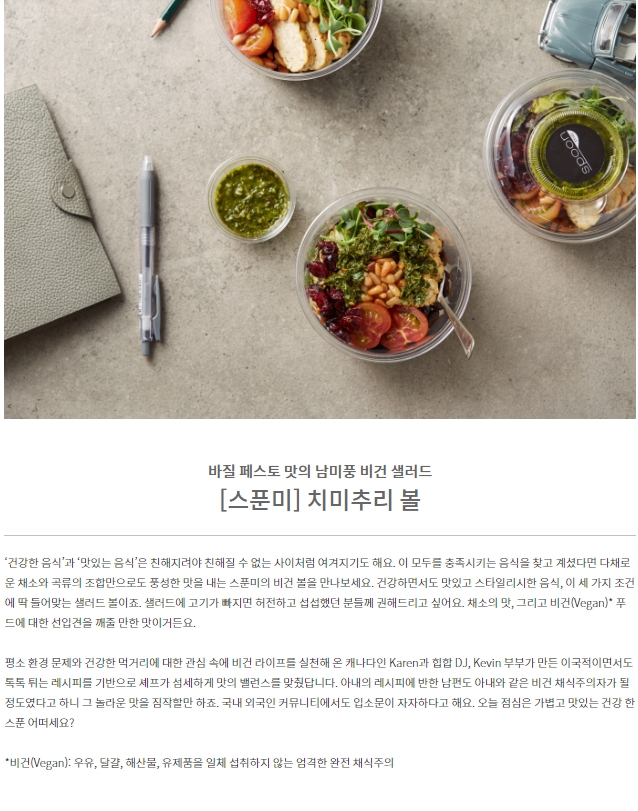 spoon
바질 페스토 맛의 남미풍 비건 샐러드
[스푼미] 치미추리 볼
‘건강한 음식’과 ‘맛있는 음식’은 친해지려야 친해질 수 없는 사이처럼 여겨지기도 해요. 이 모두를 충족시키는 음식을 찾고 계셨다면 다채로
운 채소와 곡류의 조합만으로도 풍성한 맛을 내는 스푼미의 비건 볼을 만나보세요. 건강하면서도 맛있고 스타일리시한 음식, 이 세 가지 조건
에 딱 들어맞는 샐러드 볼이죠. 샐러드에 고기가 빠지면 허전하고 섭섭했던 분들께 권해드리고 싶어요. 채소의 맛, 그리고 비건(Vegan)* 푸
드에 대한 선입견을 깨줄 만한 맛이거든요.
평소 환경 문제와 건강한 먹거리에 대한 관심 속에 비건 라이프를 실천해 온 캐나다인 Karen과 힙합 DJ, Kevin 부부가 만든 이국적이면서도
톡톡 튀는 레시피를 기반으로 셰프가 섬세하게 맛의 밸런스를 맞췄답니다. 아내의 레시피에 반한 남편도 아내와 같은 비건 채식주의자가 될
정도였다고 하니 그 놀라운 맛을 짐작할만 하죠. 국내 외국인 커뮤니티에서도 입소문이 자자하다고 해요. 오늘 점심은 가볍고 맛있는 건강 한
스푼 어떠세요?
*비건(Vegan): 우유, 달걀, 해산물, 유제품을 일체 섭취하지 않는 엄격한 완전 채식주의